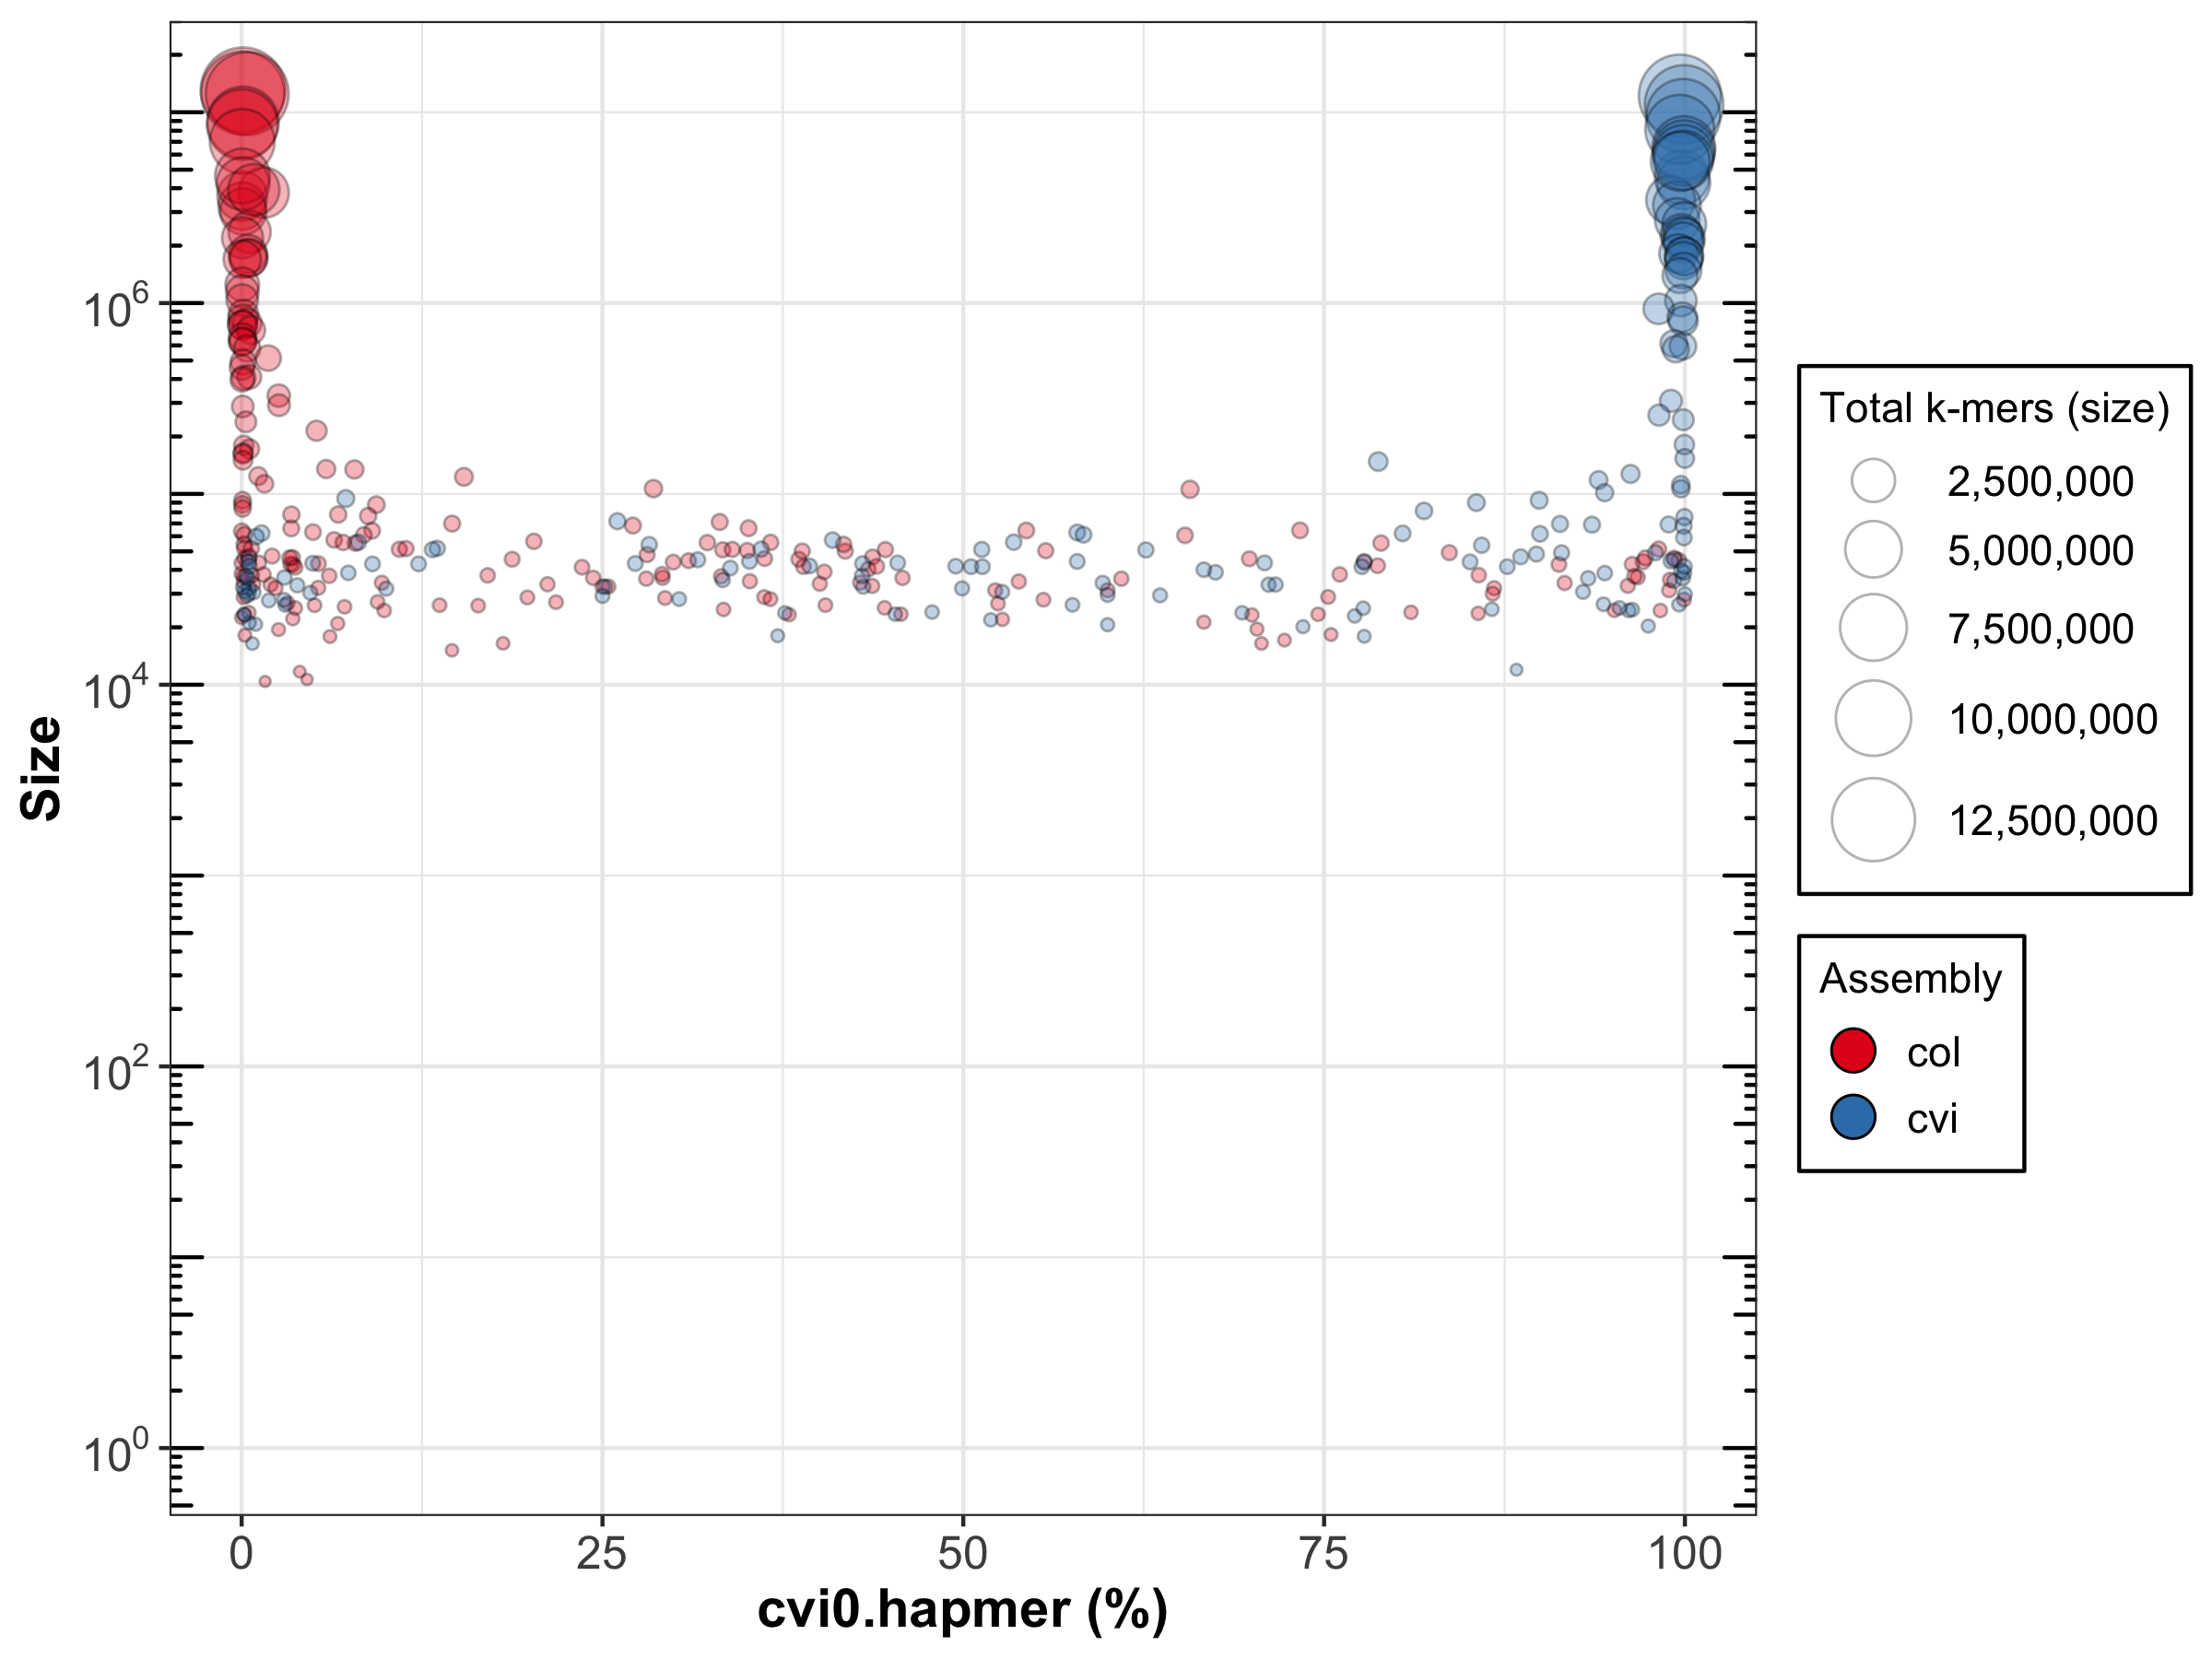 Size
10^6
10^4
10^2
10^0
0 25 50 75 100
cvi0.hapmer (%)
Total k-mers (size)
2,500,000
5,000,000
7,500,000
10,000,000
12,500,000
Assembly
col
cvi